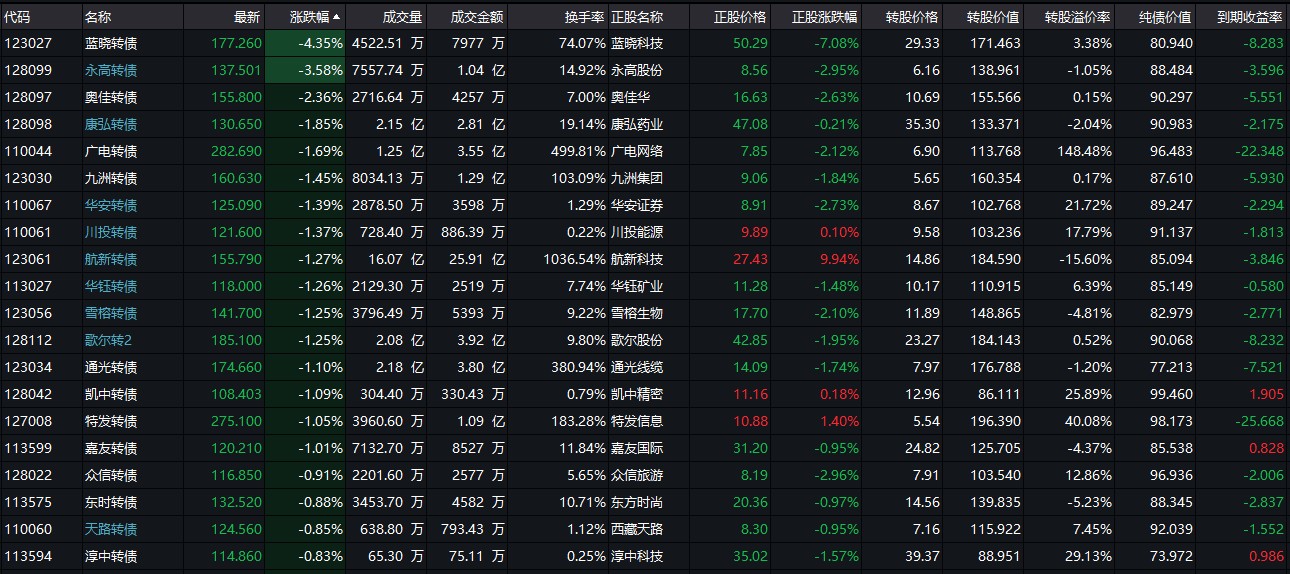 代码 名称 最新 涨跌幅▲ 成交量 成交金额 换手率 正股名称 正股价格 正股涨跌幅 转股价格 转股价值 转股溢价率 纯债价值 到期收益率
123027 蓝晓转债 177.260 -4.35% 4522.51 万 7977 万 74.07% 蓝晓科技 50.29 -7.08% 29.33 171.463 3.38% 80.940 -8.283
128099 永高转债 137.501 -3.58% 7557.74 万 1.04 亿 14.92% 永高股份 8.56 -2.95% 6.16 138.961 -1.05% 88.484 -3.596
128097 奥佳转债 155.800 -2.36% 2716.64 万 4257 万 7.00% 奥佳华 16.63 -2.63% 10.69 155.566 0.15% 90.297 -5.551
128098 康弘转债 130.650 -1.85% 2.15 亿 2.81 亿 19.14% 康弘药业 47.08 -0.21% 35.30 133.371 -2.04% 90.983 -2.175
110044 广电转债 282.690 -1.69% 1.25 亿 3.55 亿 499.81% 广电网络 7.85 -2.12% 6.90 113.768 148.48% 96.483 -22.348
123030 九洲转债 160.630 -1.45% 8034.13 万 1.29 亿 103.09% 九洲集团 9.06 -1.84% 5.65 160.354 0.17% 87.610 -5.930
110067 华安转债 125.090 -1.39% 2878.50 万 3598 万 1.29% 华安证券 8.91 -2.73% 8.67 102.768 21.72% 89.247 -2.294
110061 川投转债 121.600 -1.37% 728.40 万 886.39 万 0.22% 川投能源 9.89 0.10% 9.58 103.236 17.79% 91.137 -1.813
123061 航新转债 155.790 -1.27% 16.07 亿 25.91 亿 1036.54% 航新科技 27.43 9.94% 14.86 184.590 -15.60% 85.094 -3.846
113027 华钰转债 118.000 -1.26% 2129.30 万 2519 万 7.74% 华钰矿业 11.28 -1.48% 10.17 110.915 6.39% 85.149 -0.580
123056 雪榕转债 141.700 -1.25% 3796.49 万 5393 万 9.22% 雪榕生物 17.70 -2.10% 11.89 148.865 -4.81% 82.979 -2.771
128112 歌尔转2 185.100 -1.25% 2.08 亿 3.92 亿 9.80% 歌尔股份 42.85 -1.95% 23.27 184.143 0.52% 90.068 -8.232
123034 通光转债 174.660 -1.10% 2.18 亿 3.80 亿 380.94% 通光线缆 14.09 -1.74% 7.97 176.788 -1.20% 77.213 -7.521
128042 凯中转债 108.403 -1.09% 304.40 万 330.43 万 0.79% 凯中精密 11.16 0.18% 12.96 86.111 25.89% 99.460 1.905
127008 特发转债 275.100 -1.05% 3960.60 万 1.09 亿 183.28% 特发信息 10.88 1.40% 5.54 196.390 40.08% 98.173 -25.668
113599 嘉友转债 120.210 -1.01% 7132.70 万 8527 万 11.84% 嘉友国际 31.20 -0.95% 24.82 125.705 -4.37% 85.538 0.828
128022 众信转债 116.850 -0.91% 2201.60 万 2577 万 5.65% 众信旅游 8.19 -2.96% 7.91 103.540 12.86% 96.936 -2.006
113575 东时转债 132.520 -0.88% 3453.70 万 4582 万 10.71% 东方时尚 20.36 -0.97% 14.56 139.835 -5.23% 88.345 -2.837
110060 天路转债 124.560 -0.85% 638.80 万 793.43 万 1.12% 西藏天路 8.30 -0.95% 7.16 115.922 7.45% 92.039 -1.552
113594 淳中转债 114.860 -0.83% 65.30 万 75.11 万 0.25% 淳中科技 35.02 -1.57% 39.37 88.951 29.13% 73.972 0.986